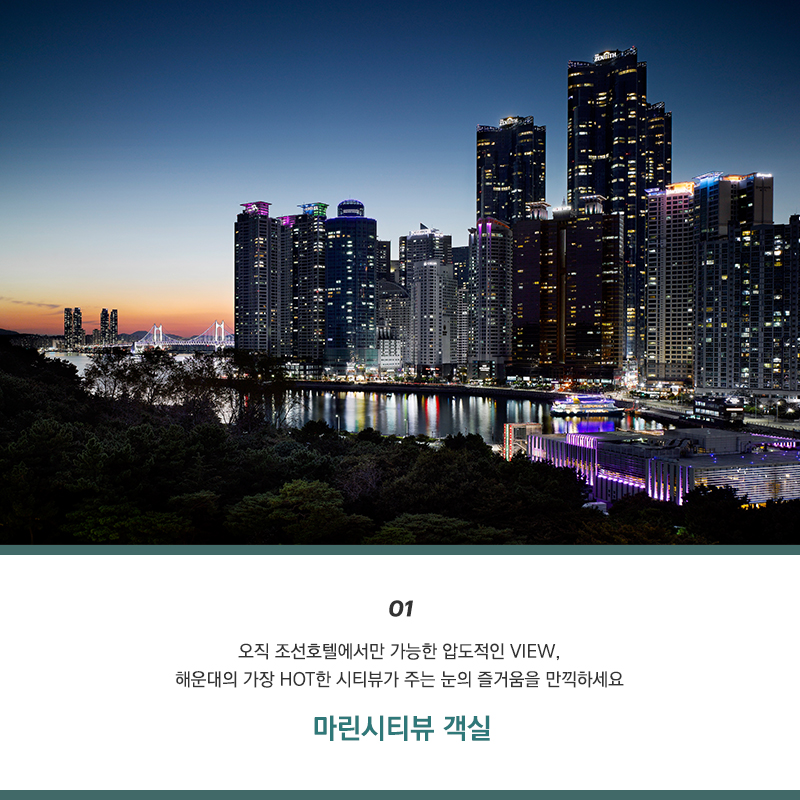 ZENITH
ZENITH
01
오직 조선호텔에서만 가능한 압도적인 VIEW,
해운대의 가장 HOT한 시티뷰가 주는 눈의 즐거움을 만끽하세요
마린시티뷰 객실